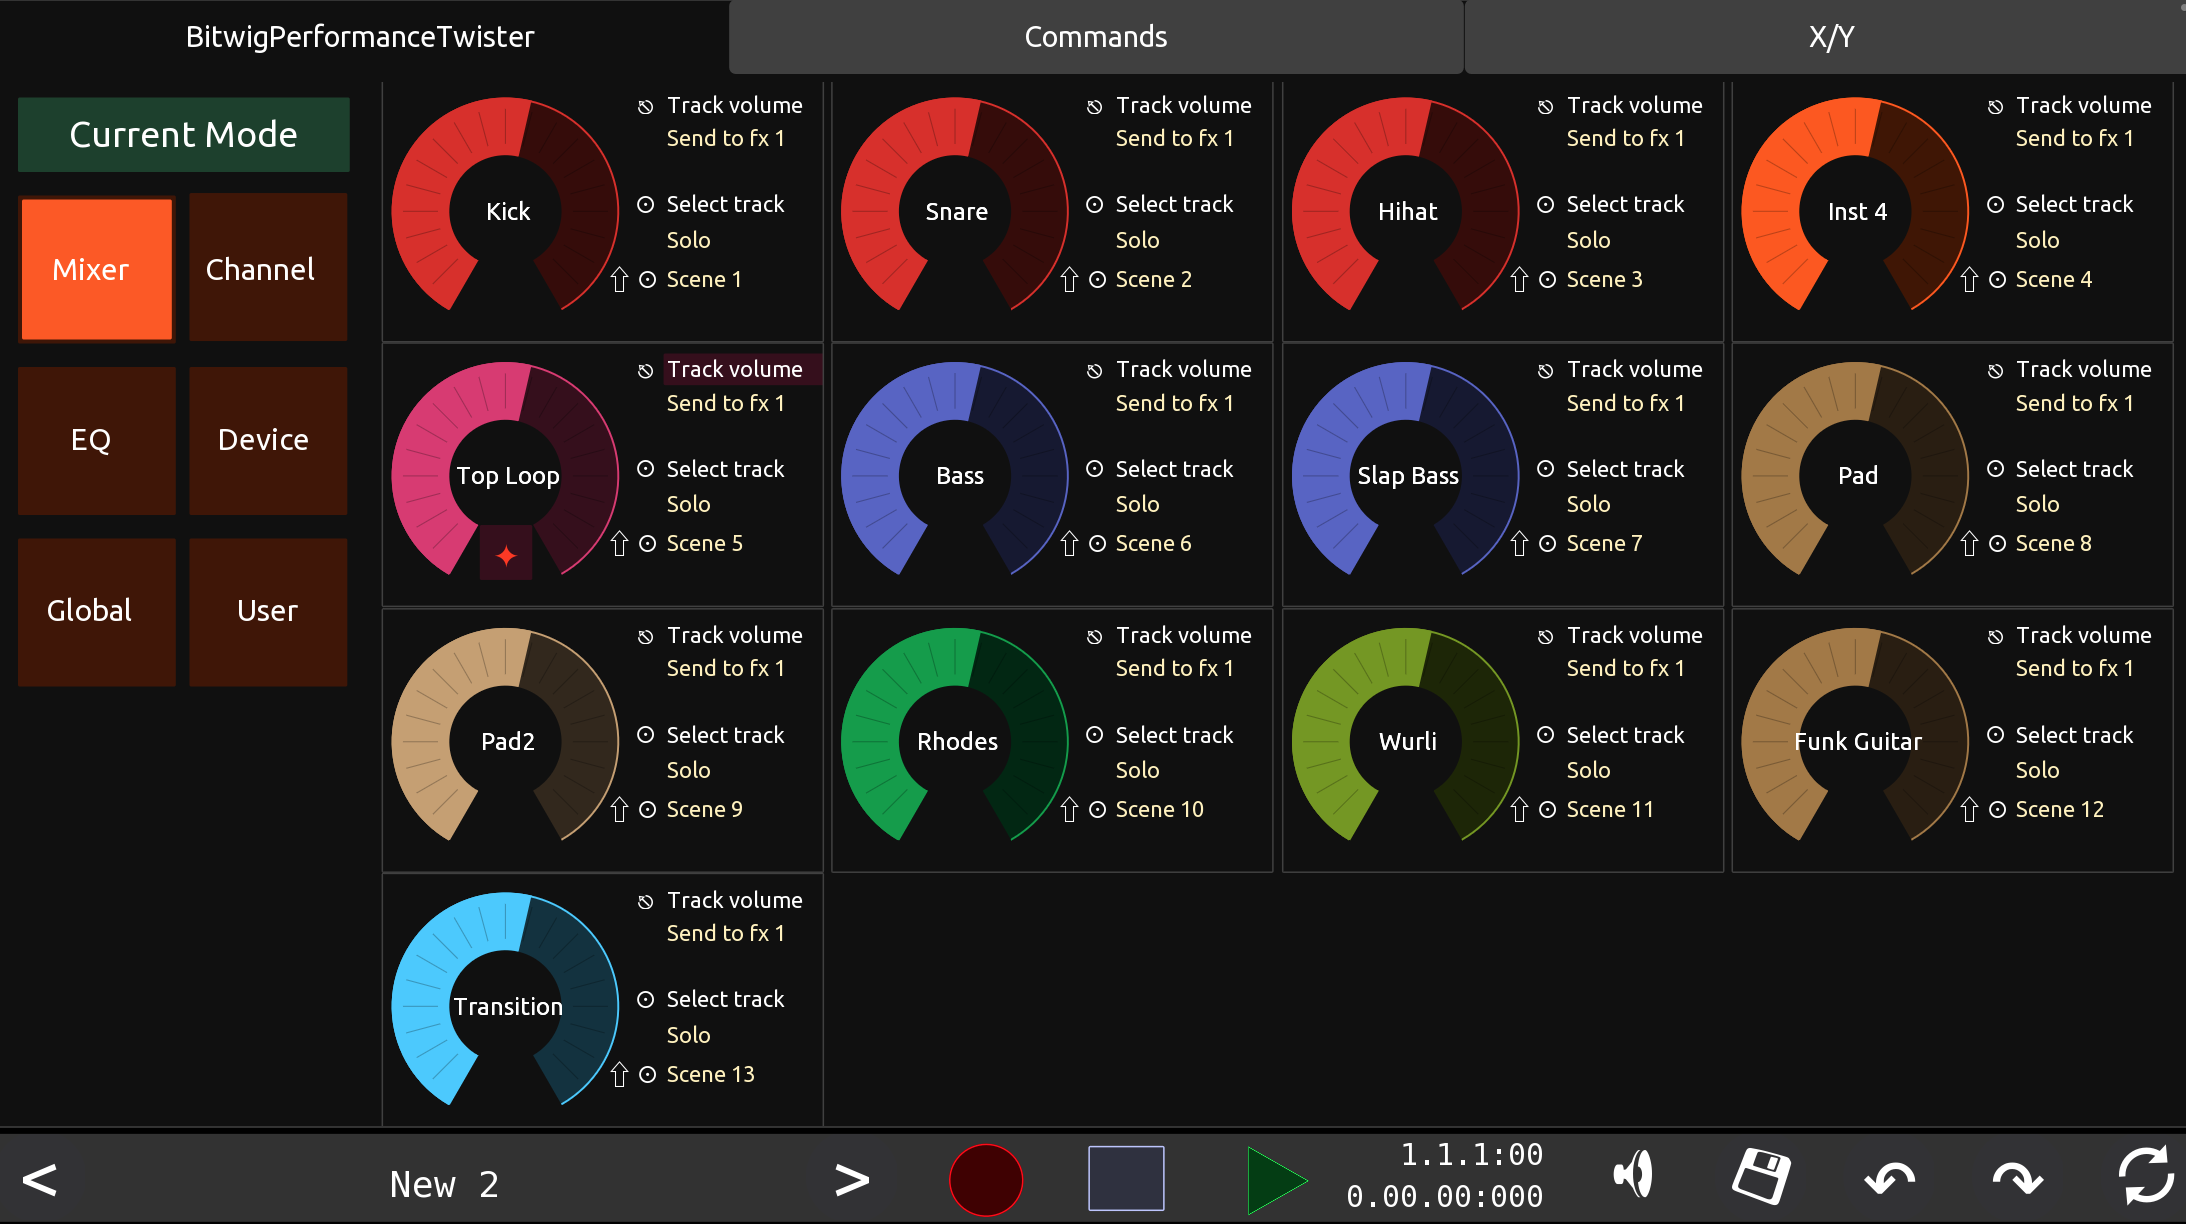 BitwigPerformanceTwister
Commands
X/Y
Current Mode
Mixer
Channel
EQ
Device
Global
User
Kick
Track volume
Send to fx 1
Select track
Solo
Scene 1
Snare
Track volume
Send to fx 1
Select track
Solo
Scene 2
Hihat
Track volume
Send to fx 1
Select track
Solo
Scene 3
Inst 4
Track volume
Send to fx 1
Select track
Solo
Scene 4
Top Loop
Track volume
Send to fx 1
Select track
Solo
Scene 5
Bass
Track volume
Send to fx 1
Select track
Solo
Scene 6
Slap Bass
Track volume
Send to fx 1
Select track
Solo
Scene 7
Pad
Track volume
Send to fx 1
Select track
Solo
Scene 8
Pad2
Track volume
Send to fx 1
Select track
Solo
Scene 9
Rhodes
Track volume
Send to fx 1
Select track
Solo
Scene 10
Wurli
Track volume
Send to fx 1
Select track
Solo
Scene 11
Funk Guitar
Track volume
Send to fx 1
Select track
Solo
Scene 12
Transition
Track volume
Send to fx 1
Select track
Solo
Scene 13
<
New 2
>
1.1.1:00
0.00.00:000